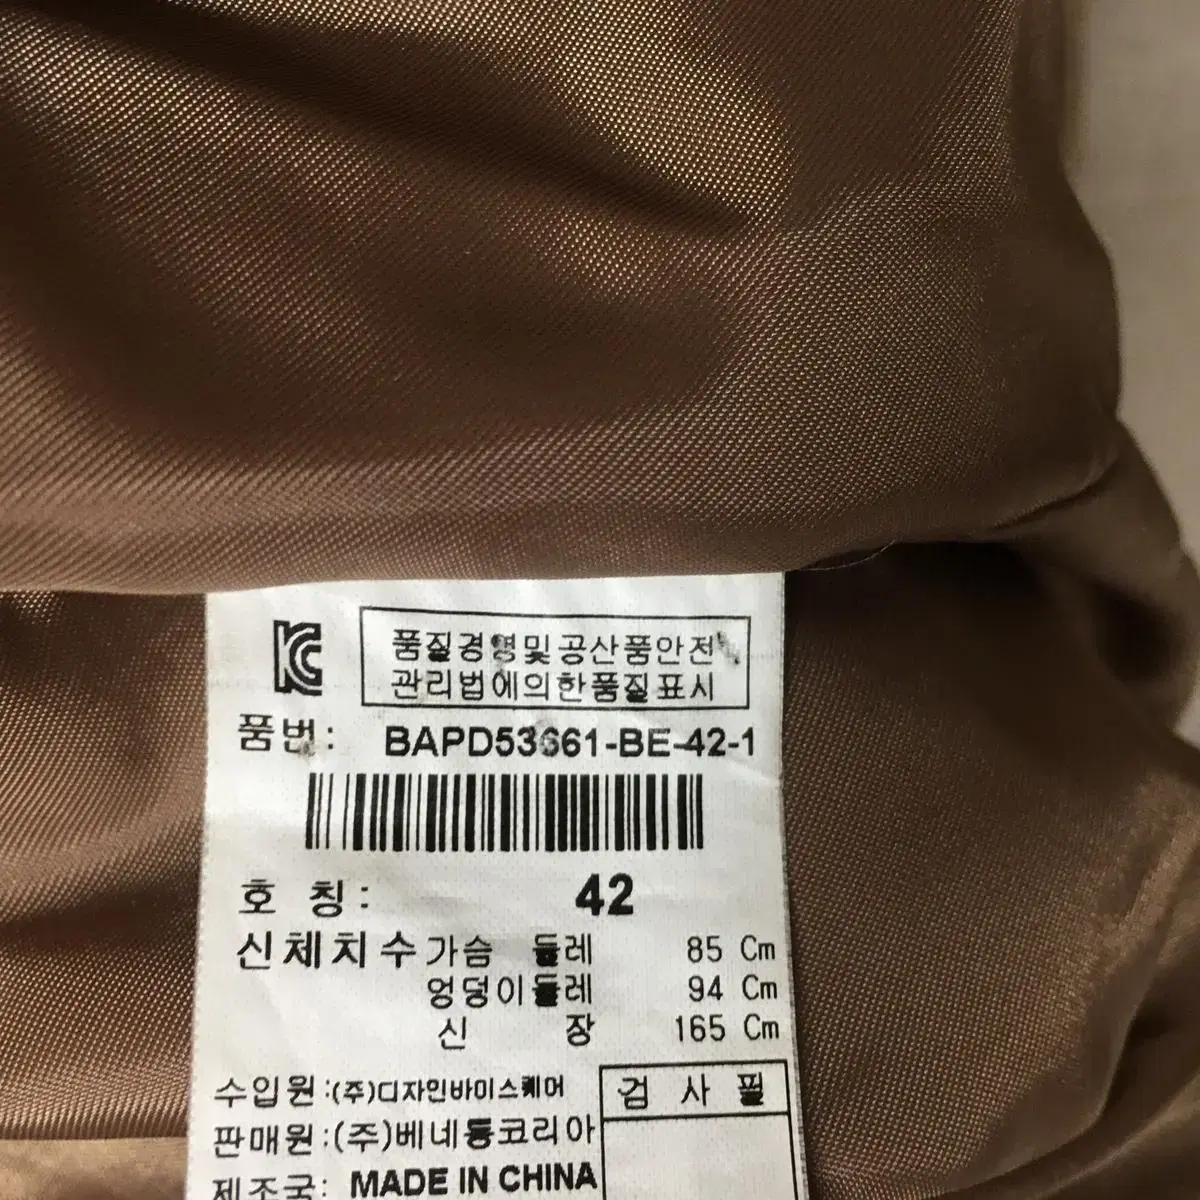 품질경영및공산품안전
관리법에의한품질표시
품번: BAPD53661-BE-42-1
호 칭: 42
신체치수 가슴 둘레 85 Cm
엉덩이둘레 94 Cm
신 장 165 Cm
수입원:(주)디자인바이스퀘어
판매원:(주)베네통코리아
제조국: MADE IN CHINA
검 사 필